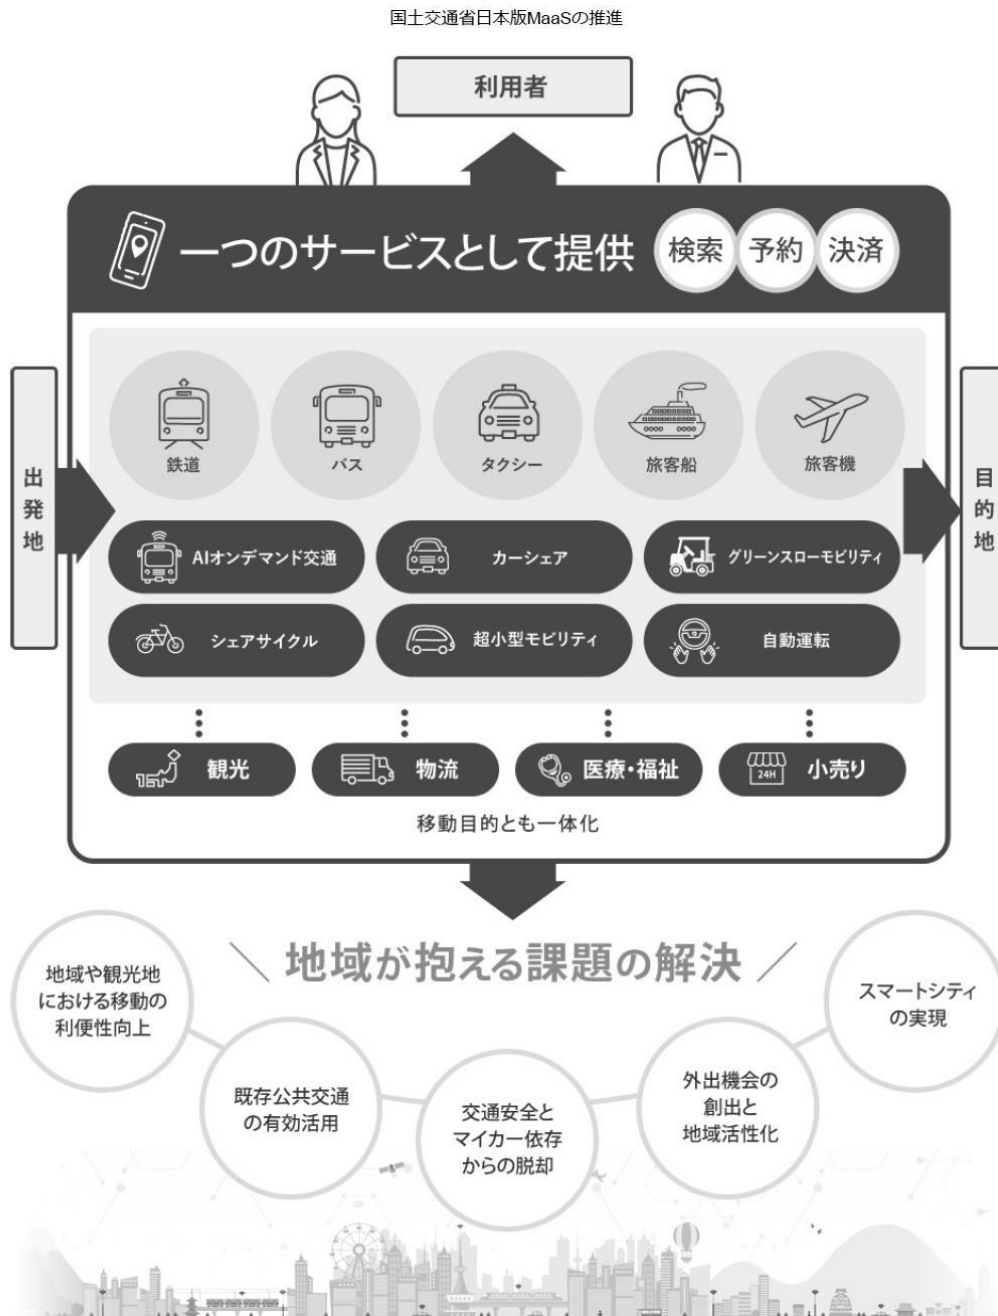 国土交通省日本版MaaSの推進
利用者
一つのサービスとして提供
検索
予約
決済
出発地
目的地
鉄道
バス
タクシー
旅客船
旅客機
AIオンデマンド交通
カーシェア
グリーンスローモビリティ
シェアサイクル
超小型モビリティ
自動運転
観光
物流
医療・福祉
24H
小売り
移動目的とも一体化
地域が抱える課題の解決
地域や観光地
における移動の
利便性向上
既存公共交通
の有効活用
交通安全と
マイカー依存
からの脱却
外出機会の
創出と
地域活性化
スマートシティ
の実現